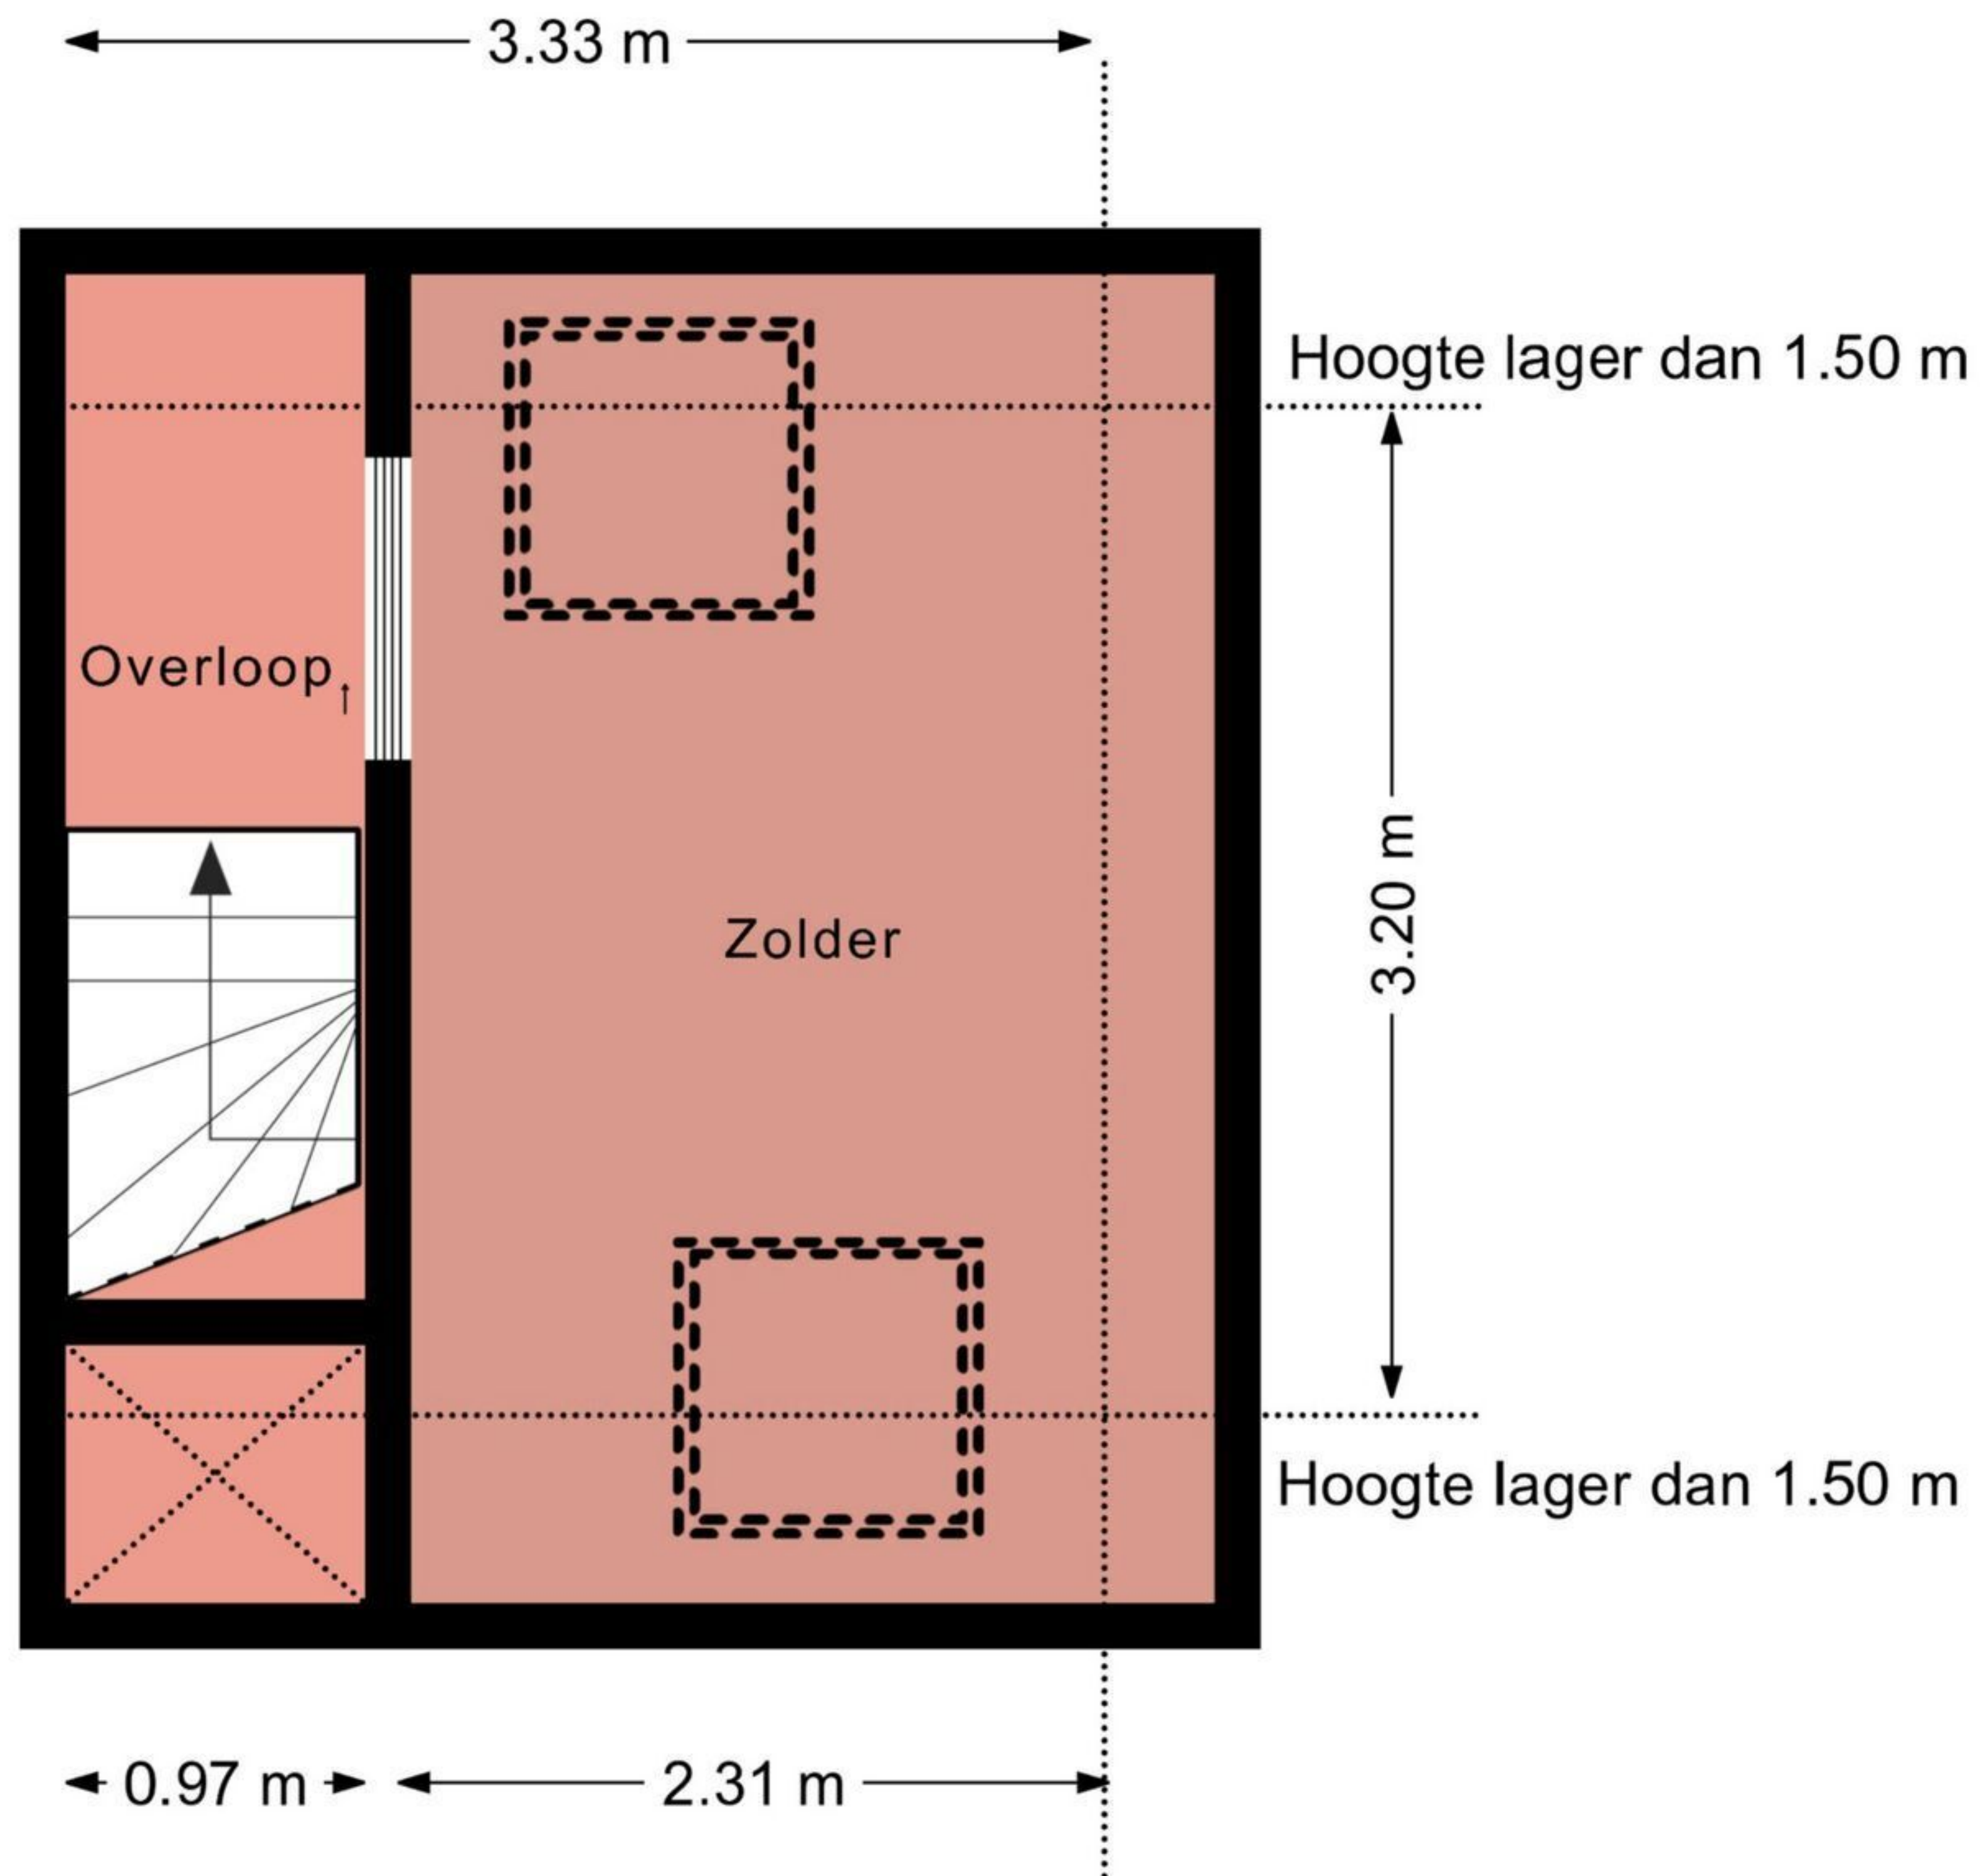 3.33 m
Hoogte lager dan 1.50 m
Overloop
Zolder
3.20 m
Hoogte lager dan 1.50 m
0.97 m
2.31 m